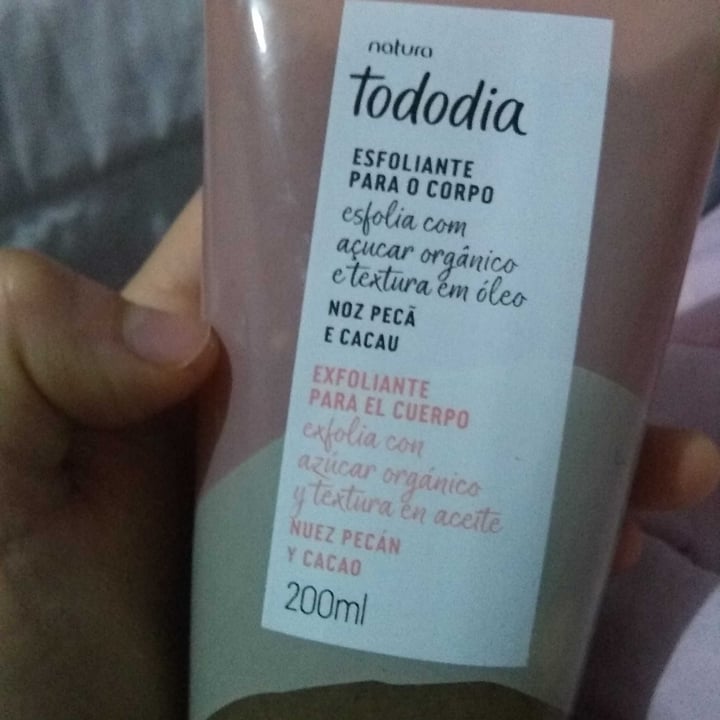 natura
tododia
ESFOLIANTE
PARA O CORPO
esfolia com
açucar orgânico
e textura em óleo
NOZ PECÃ
E CACAU
EXFOLIANTE
PARA EL CUERPO
exfolia con
azúcar orgánico
y textura en aceite
NUEZ PECÁN
Y CACAO
200ml